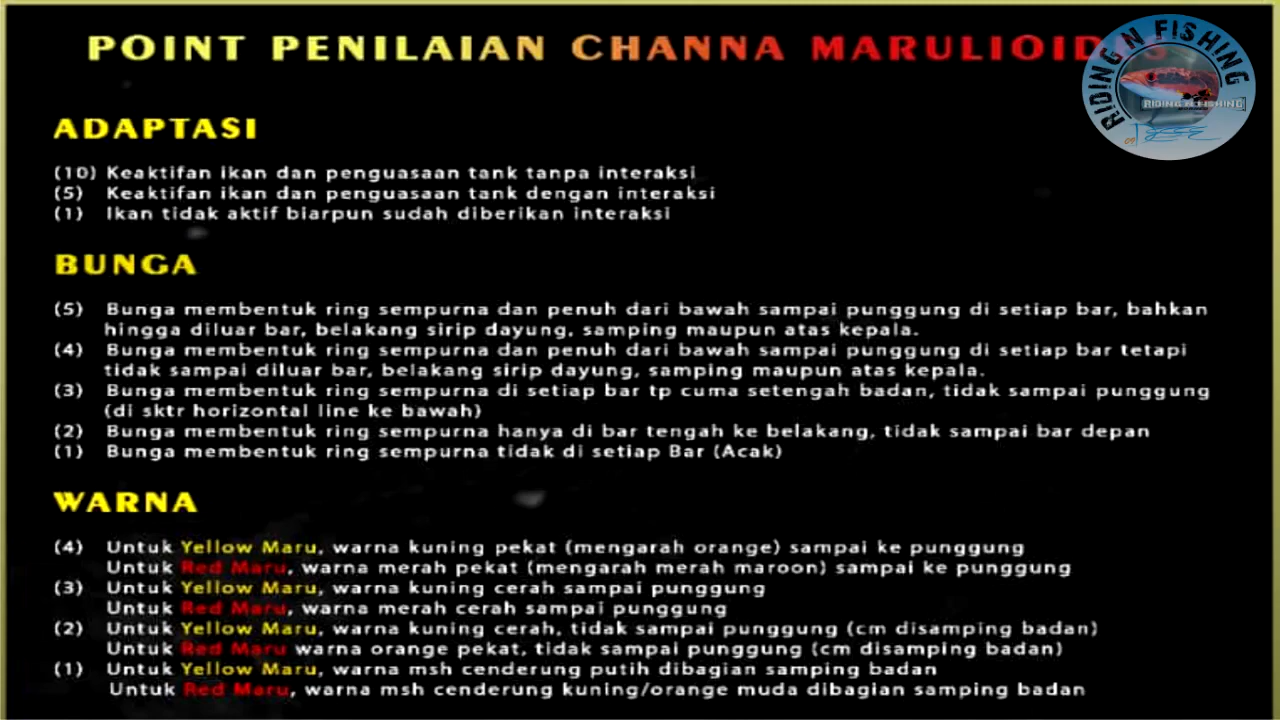 POINT PENILAIAN CHANNA MARULIOIDES
RIDING N FISHING
RIDING N FISHING
ADAPTASI
(10) Keaktifan ikan dan penguasaan tank tanpa interaksi
(5) Keaktifan ikan dan penguasaan tank dengan interaksi
(1) Ikan tidak aktif biarpun sudah diberikan interaksi
BUNGA
(5) Bunga membentuk ring sempurna dan penuh dari bawah sampai punggung di setiap bar, bahkan
hingga diluar bar, belakang sirip dayung, samping maupun atas kepala.
(4) Bunga membentuk ring sempurna dan penuh dari bawah sampai punggung di setiap bar tetapi
tidak sampai diluar bar, belakang sirip dayung, samping maupun atas kepala.
(3) Bunga membentuk ring sempurna di setiap bar tp cuma setengah badan, tidak sampai punggung
(di sktr horizontal line ke bawah)
(2) Bunga membentuk ring sempurna hanya di bar tengah ke belakang, tidak sampai bar depan
(1) Bunga membentuk ring sempurna tidak di setiap Bar (Acak)
WARNA
(4) Untuk Yellow Maru, warna kuning pekat (mengarah orange) sampai ke punggung
Untuk Red Maru, warna merah pekat (mengarah merah maroon) sampai ke punggung
(3) Untuk Yellow Maru, warna kuning cerah sampai punggung
Untuk Red Maru, warna merah cerah sampai punggung
(2) Untuk Yellow Maru, warna kuning cerah, tidak sampai punggung (cm disamping badan)
Untuk Red Maru warna orange pekat, tidak sampai punggung (cm disamping badan)
(1) Untuk Yellow Maru, warna msh cenderung putih dibagian samping badan
Untuk Red Maru, warna msh cenderung kuning/orange muda dibagian samping badan